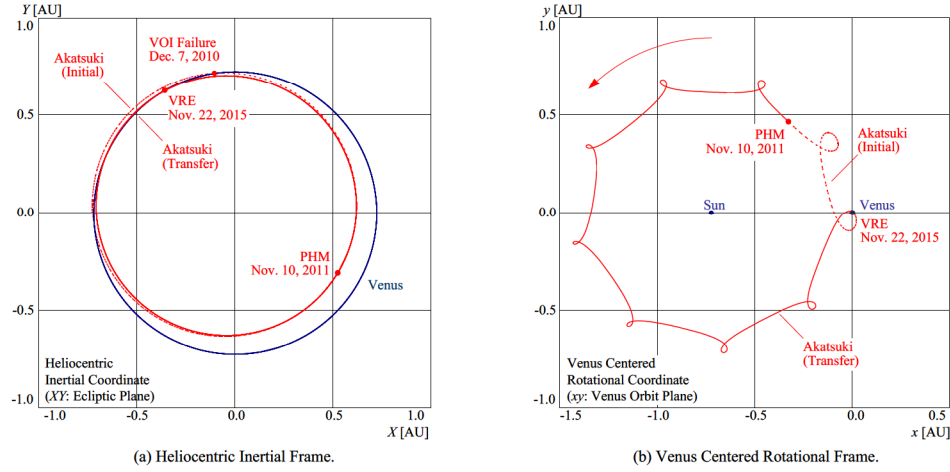 Y [AU]
1.0
0.5
0.0
-0.5
-1.0
-1.0
-0.5
0.0
0.5
1.0
X [AU]
Akatsuki
(Initial)
VOI Failure
Dec. 7, 2010
VRE
Nov. 22, 2015
Akatsuki
(Transfer)
PHM
Nov. 10, 2011
Venus
Heliocentric
Inertial Coordinate
(XY: Ecliptic Plane)
(a) Heliocentric Inertial Frame.
y [AU]
1.0
0.5
0.0
-0.5
-1.0
-1.5
-1.0
-0.5
0.0
0.5
x [AU]
PHM
Nov. 10, 2011
Akatsuki
(Initial)
Sun
Venus
VRE
Nov. 22, 2015
Akatsuki
(Transfer)
Venus Centered
Rotational Coordinate
(xy: Venus Orbit Plane)
(b) Venus Centered Rotational Frame.